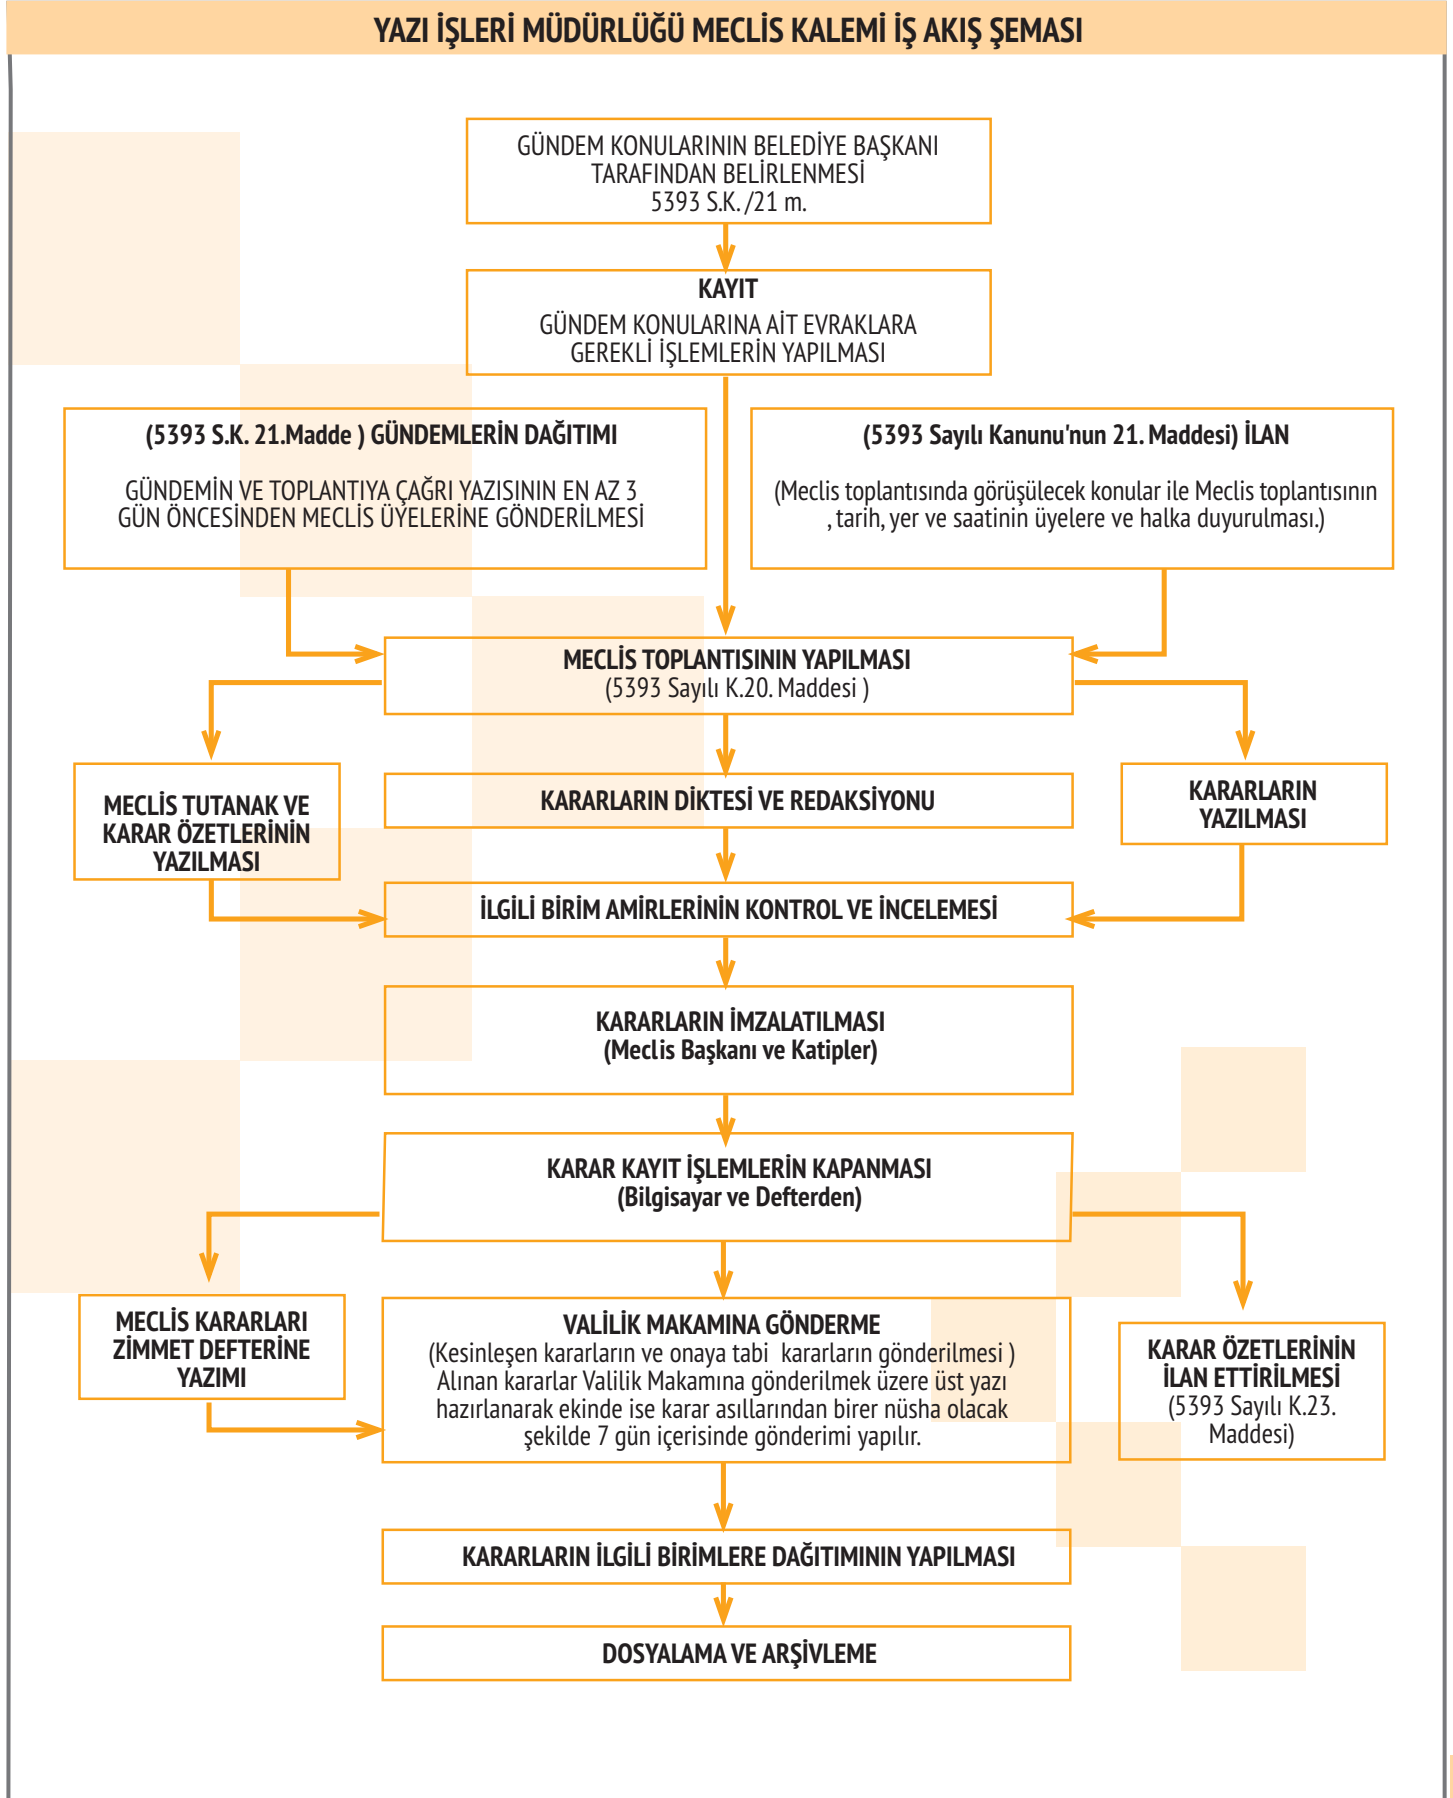 YAZI İŞLERİ MÜDÜRLÜĞÜ MECLİS KALEMİ İŞ AKIŞ ŞEMASI
GÜNDEM KONULARININ BELEDİYE BAŞKANI
TARAFINDAN BELİRLENMESİ
5393 S.K. /21 m.
KAYIT
GÜNDEM KONULARINA AİT EVRAKLARA
GEREKLİ İŞLEMLERİN YAPILMASI
(5393 S.K. 21.Madde ) GÜNDEMLERİN DAĞITIMI
GÜNDEMİN VE TOPLANTIYA ÇAĞRI YAZISININ EN AZ 3
GÜN ÖNCESİNDEN MECLİS ÜYELERİNE GÖNDERİLMESİ
(5393 Sayılı Kanunu'nun 21. Maddesi) İLAN
(Meclis toplantısında görüşülecek konular ile Meclis toplantısının
, tarih, yer ve saatinin üyelere ve halka duyurulması.)
MECLİS TOPLANTISININ YAPILMASI
(5393 Sayılı K.20. Maddesi )
MECLİS TUTANAK VE
KARAR ÖZETLERİNİN
YAZILMASI
KARARLARIN DİKTESİ VE REDAKSİYONU
KARARLARIN
YAZILMASI
İLGİLİ BİRİM AMİRLERİNİN KONTROL VE İNCELEMESİ
KARARLARIN İMZALATILMASI
(Meclis Başkanı ve Katipler)
KARAR KAYIT İŞLEMLERİN KAPANMASI
(Bilgisayar ve Defterden)
MECLİS KARARLARI
ZİMMET DEFTERİNE
YAZIMI
VALİLİK MAKAMINA GÖNDERME
(Kesinleşen kararların ve onaya tabi  kararların gönderilmesi )
Alınan kararlar Valilik Makamına gönderilmek üzere üst yazı
hazırlanarak ekinde ise karar asıllarından birer nüsha olacak
şekilde 7 gün içerisinde gönderimi yapılır.
KARAR ÖZETLERİNİN
İLAN ETTİRİLMESİ
(5393 Sayılı K.23.
Maddesi)
KARARLARIN İLGİLİ BİRİMLERE DAĞITIMININ YAPILMASI
DOSYALAMA VE ARŞİVLEME